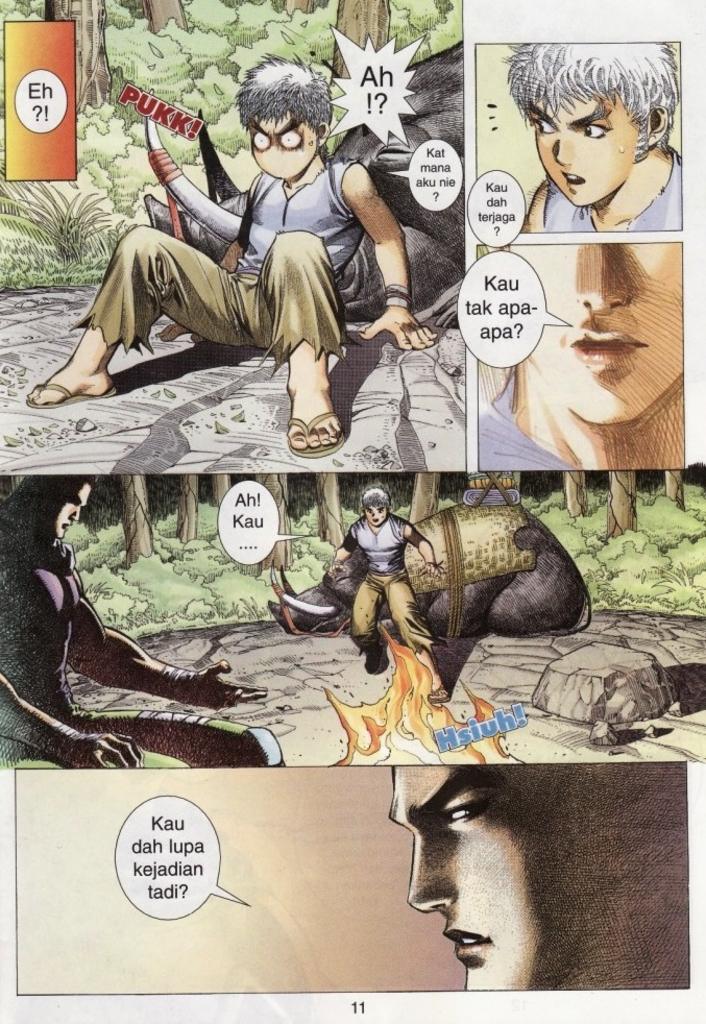 Eh
?!
PUKK!
Ah
!?
Kat
mana
aku nie
?
Kau
dah
terjaga
?
Kau
tak apa-
apa?
Ah!
Kau
....
Hsiuh!
Kau
dah lupa
kejadian
tadi?
11